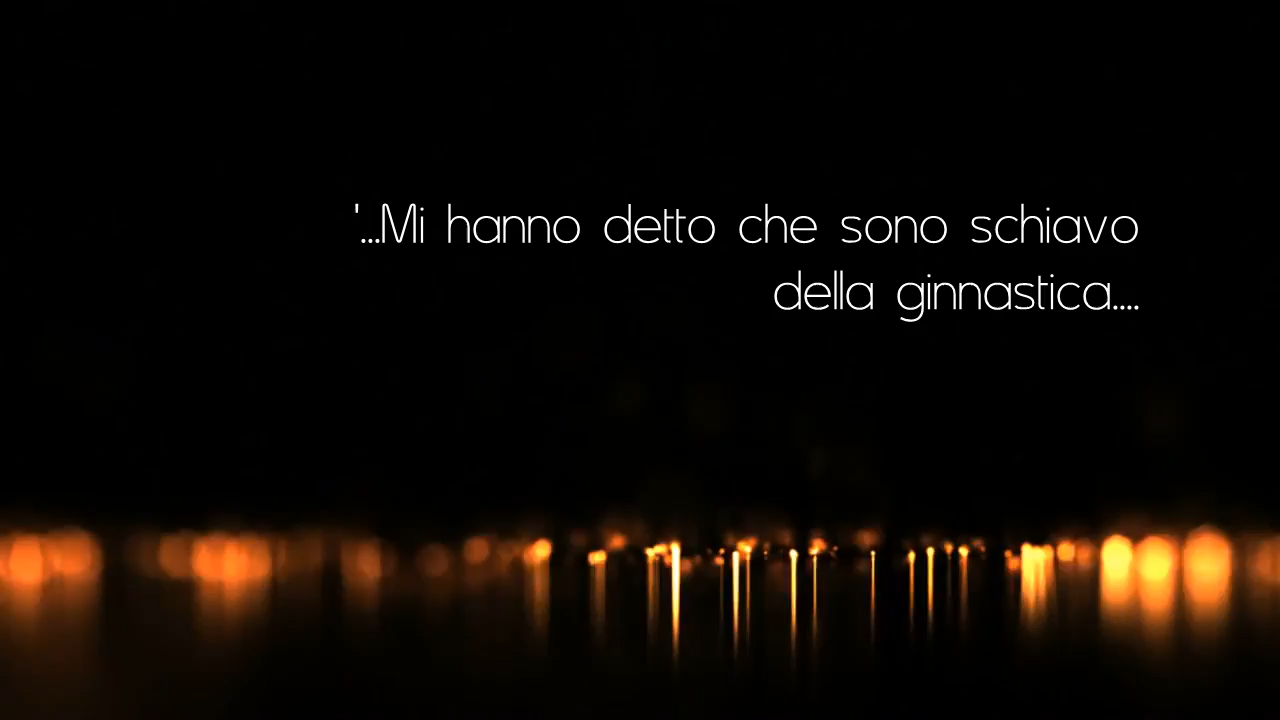 '...Mi hanno detto che sono schiavo
della ginnastica....